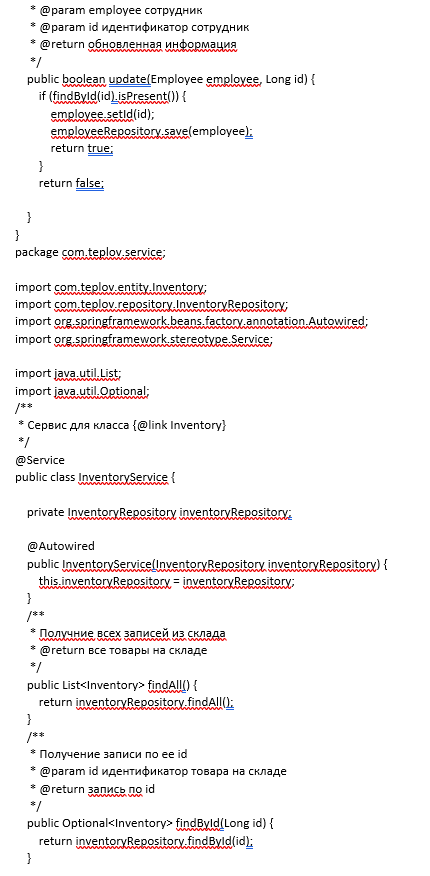 * @param employee сотрудник
* @param id идентификатор сотрудник
* @return обновленная информация
*/
public boolean update(Employee employee, Long id) {
if (findById(id).isPresent()) {
employee.setId(id);
employeeRepository.save(employee);
return true;
}
return false;
}
}
package com.teplov.service;
import com.teplov.entity.Inventory;
import com.teplov.repository.InventoryRepository;
import org.springframework.beans.factory.annotation.Autowired;
import org.springframework.stereotype.Service;
import java.util.List;
import java.util.Optional;
/**
* Сервис для класса {@link Inventory}
*/
@Service
public class InventoryService {
private InventoryRepository inventoryRepository;
@Autowired
public InventoryService(InventoryRepository inventoryRepository) {
this.inventoryRepository = inventoryRepository;
}
/**
* Получние всех записей из склада
* @return все товары на складе
*/
public List<Inventory> findAll() {
return inventoryRepository.findAll();
}
/**
* Получение записи по ее id
* @param id идентификатор товара на складе
* @return запись по id
*/
public Optional<Inventory> findById(Long id) {
return inventoryRepository.findById(id);
}